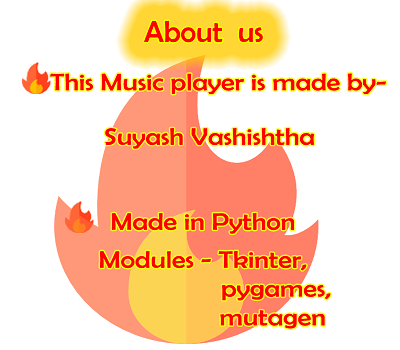 About us
This Music player is made by-
Suyash Vashishtha
Made in Python
Modules - Tkinter,
pygames,
mutagen